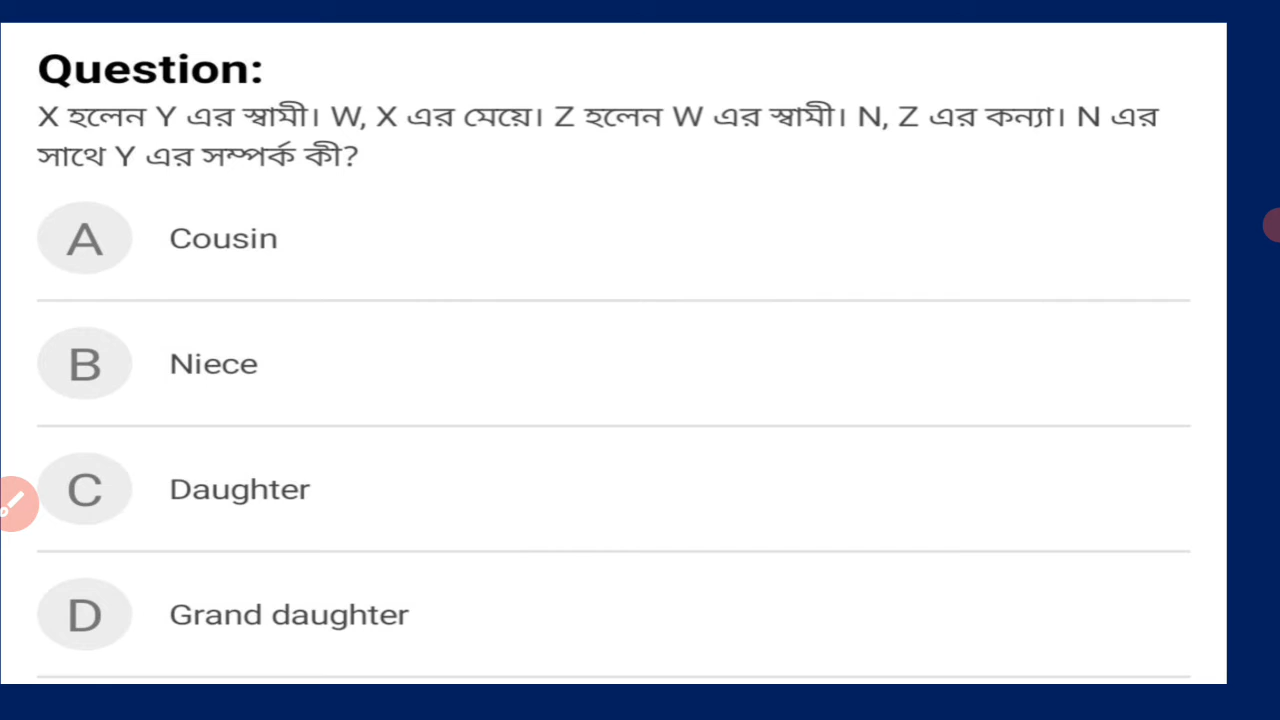 Question:
X হলেন Y এর স্বামী। W, X এর মেয়ে। Z হলেন W এর স্বামী। N, Z এর কন্যা। N এর
সাথে Y এর সম্পর্ক কী?
A Cousin
B Niece
C Daughter
D Grand daughter